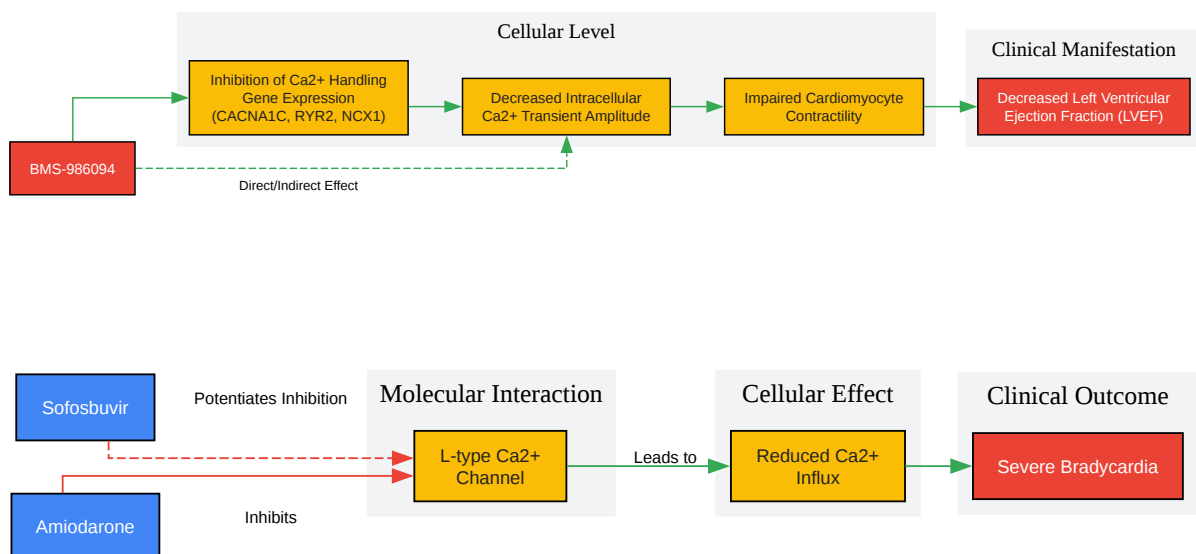 Cellular Level
Clinical Manifestation
Inhibition of Ca2+ Handling
Gene Expression
(CACNA1C, RYR2, NCX1)
Decreased Intracellular
Ca2+ Transient Amplitude
Impaired Cardiomyocyte
Contractility
Decreased Left Ventricular
Ejection Fraction (LVEF)
BMS-986094
Direct/Indirect Effect
Sofosbuvir
Potentiates Inhibition
Molecular Interaction
Cellular Effect
Clinical Outcome
L-type Ca2+
Channel
Leads to
Reduced Ca2+
Influx
Severe Bradycardia
Amiodarone
Inhibits